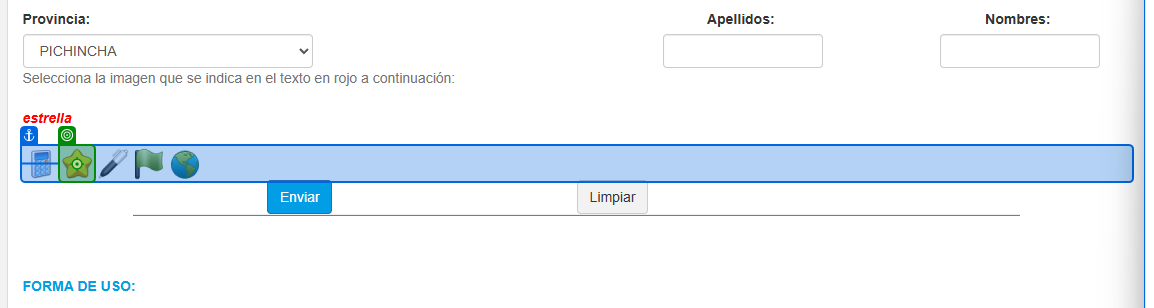 Provincia: Apellidos: Nombres:
PICHINCHA
Selecciona la imagen que se indica en el texto en rojo a continuación:
estrella
Enviar Limpiar
FORMA DE USO: